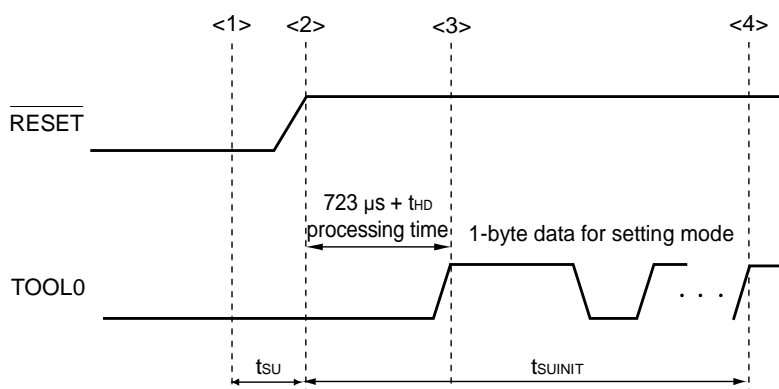 <1> <2> <3> <4>
RESET
723 µs + tHD
processing time
1-byte data for setting mode
TOOL0
. . .
tSU
tSUINIT